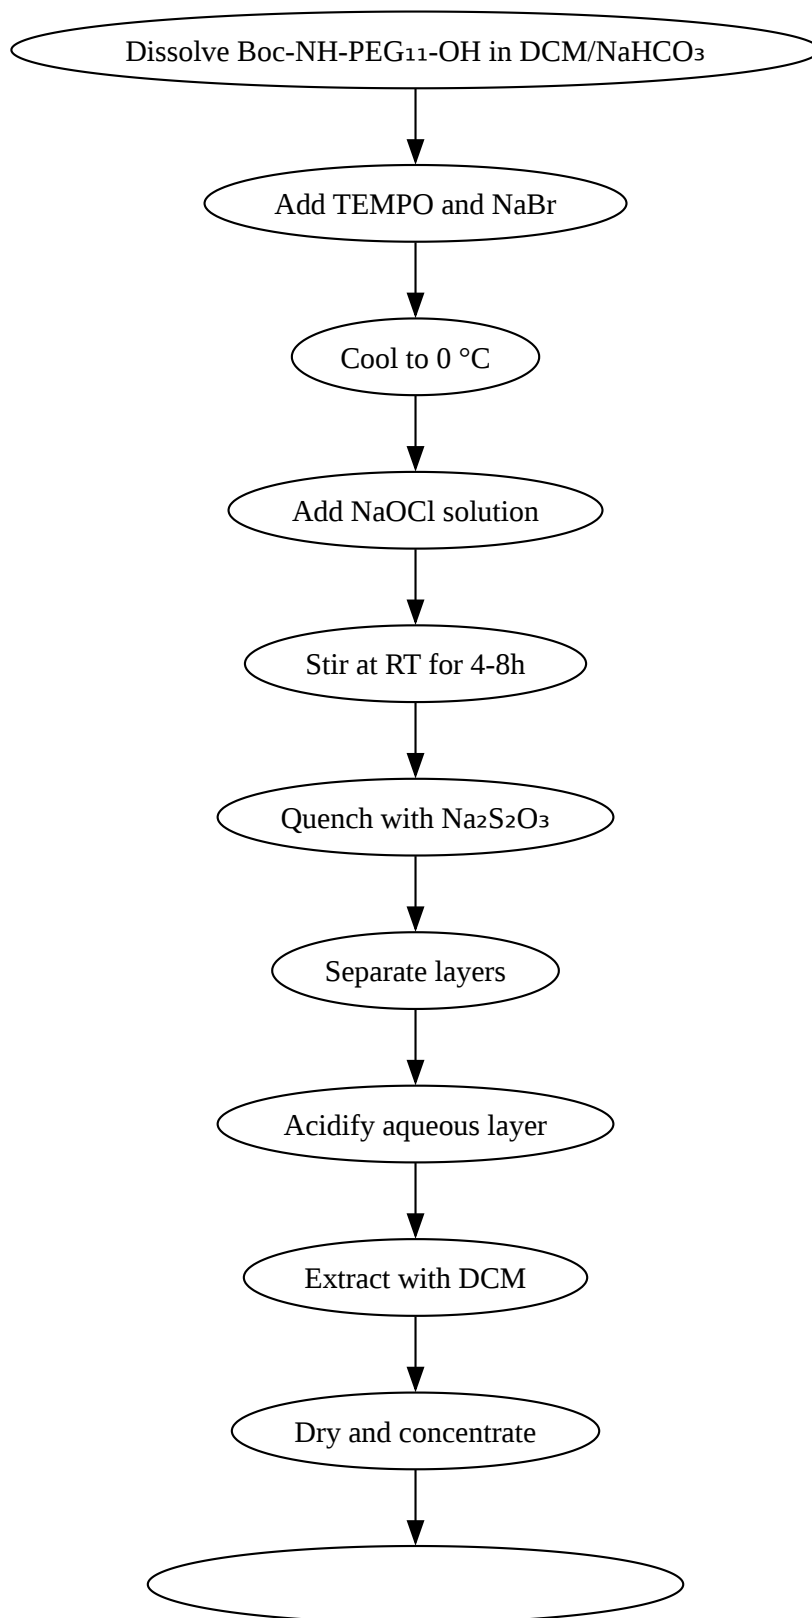 Dissolve Boc-NH-PEG₁₁-OH in DCM/NaHCO₃
Add TEMPO and NaBr
Cool to 0 °C
Add NaOCl solution
Stir at RT for 4-8h
Quench with Na₂S₂O₃
Separate layers
Acidify aqueous layer
Extract with DCM
Dry and concentrate